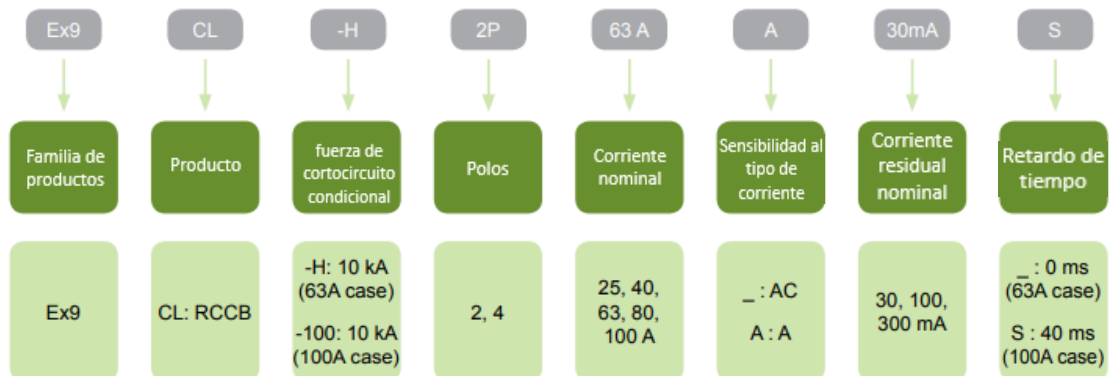 Ex9
CL
-H
2P
63 A
A
30mA
S
Familia de
productos
Producto
fuerza de
cortocircuito
condicional
Polos
Corriente
nominal
Sensibilidad al
tipo de
corriente
Corriente
residual
nominal
Retardo de
tiempo
Ex9
CL: RCCB
-H: 10 kA
(63A case)
-100: 10 kA
(100A case)
2, 4
25, 40,
63, 80,
100 A
_ : AC
A : A
30, 100,
300 mA
_ : 0 ms
(63A case)
S : 40 ms
(100A case)